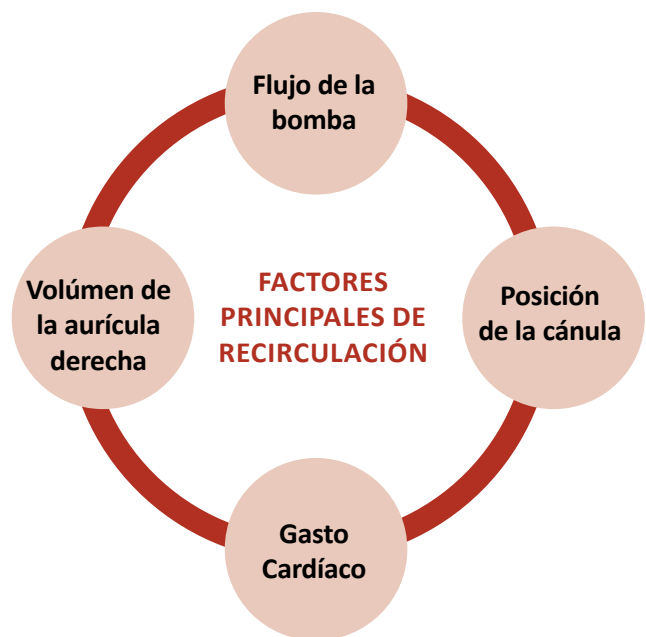 Flujo de la
bomba
Volúmen de
la aurícula
derecha
FACTORES
PRINCIPALES DE
RECIRCULACIÓN
Posición
de la cánula
Gasto
Cardíaco